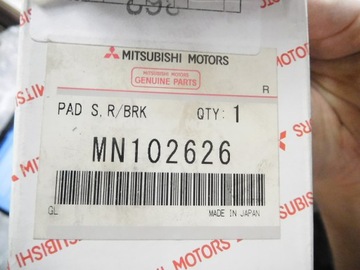 MITSUBISHI MOTORS
MITSUBISHI MOTORS
GENUINE PARTS
R
PAD S. R/BRK QTY: 1
MN102626
GL
MADE IN JAPAN
MITSUBISHI MOTORS